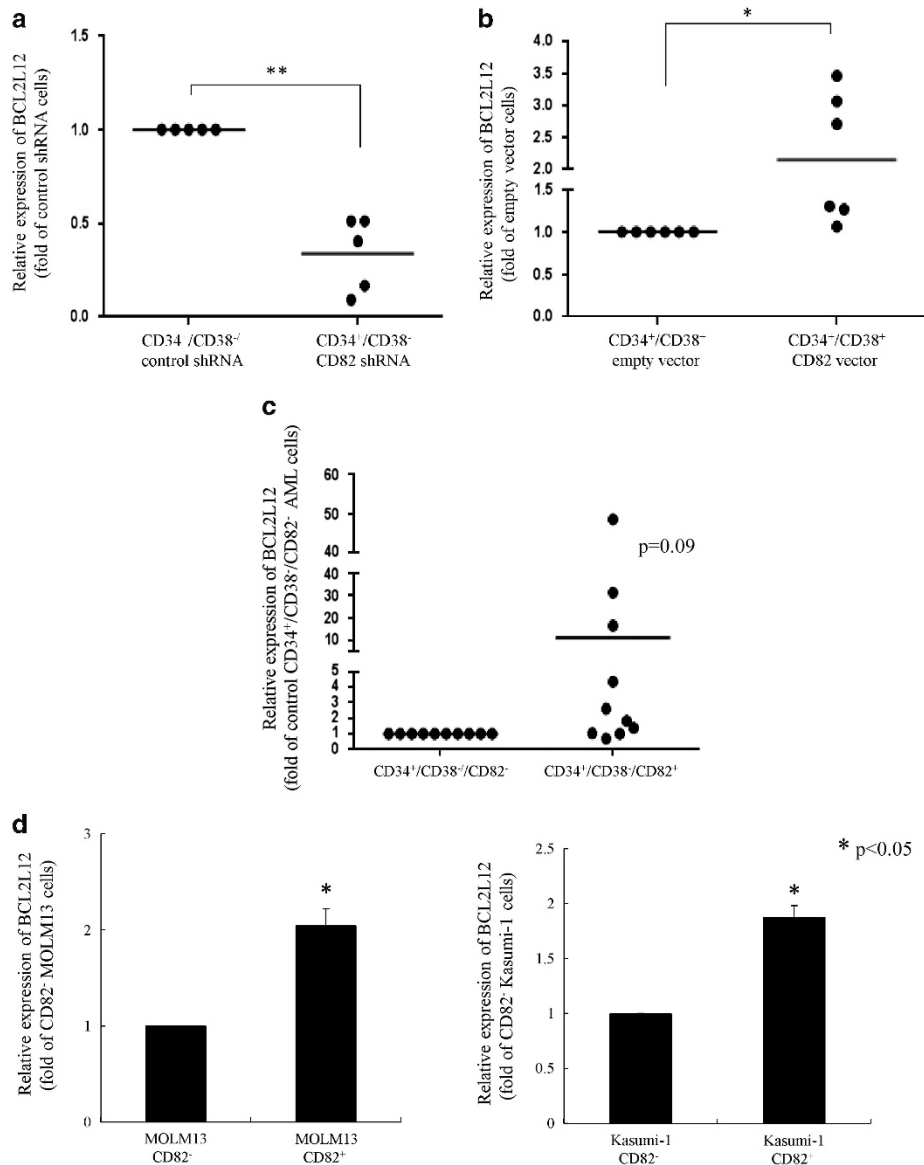 a
Relative expression of BCL2L12
(fold of control shRNA cells)
1.0
0.5
0.0
**
CD34⁻/CD38⁻/
control shRNA
CD34⁺/CD38⁻
CD82 shRNA
b
Relative expression of BCL2L12
(fold of empty vector cells)
4.0
3.5
3.0
2.5
2.0
1.5
1.0
0.5
0.0
*
CD34⁺/CD38⁺
empty vector
CD34⁺/CD38⁺
CD82 vector
c
Relative expression of BCL2L12
(fold of control CD34⁺/CD38⁻/CD82⁻ AML cells)
60
50
40
40
30
20
10
5
4
3
2
1
0
p=0.09
CD34⁺/CD38⁻/CD82⁻
CD34⁺/CD38⁻/CD82⁺
d
Relative expression of BCL2L12
(fold of CD82⁻ MOLM13 cells)
3
2
1
0
*
MOLM13
CD82⁻
MOLM13
CD82⁺
Relative expression of BCL2L12
(fold of CD82⁻ Kasumi-1 cells)
2.5
2
1.5
1
0.5
0
*
* p<0.05
Kasumi-1
CD82⁻
Kasumi-1
CD82⁺